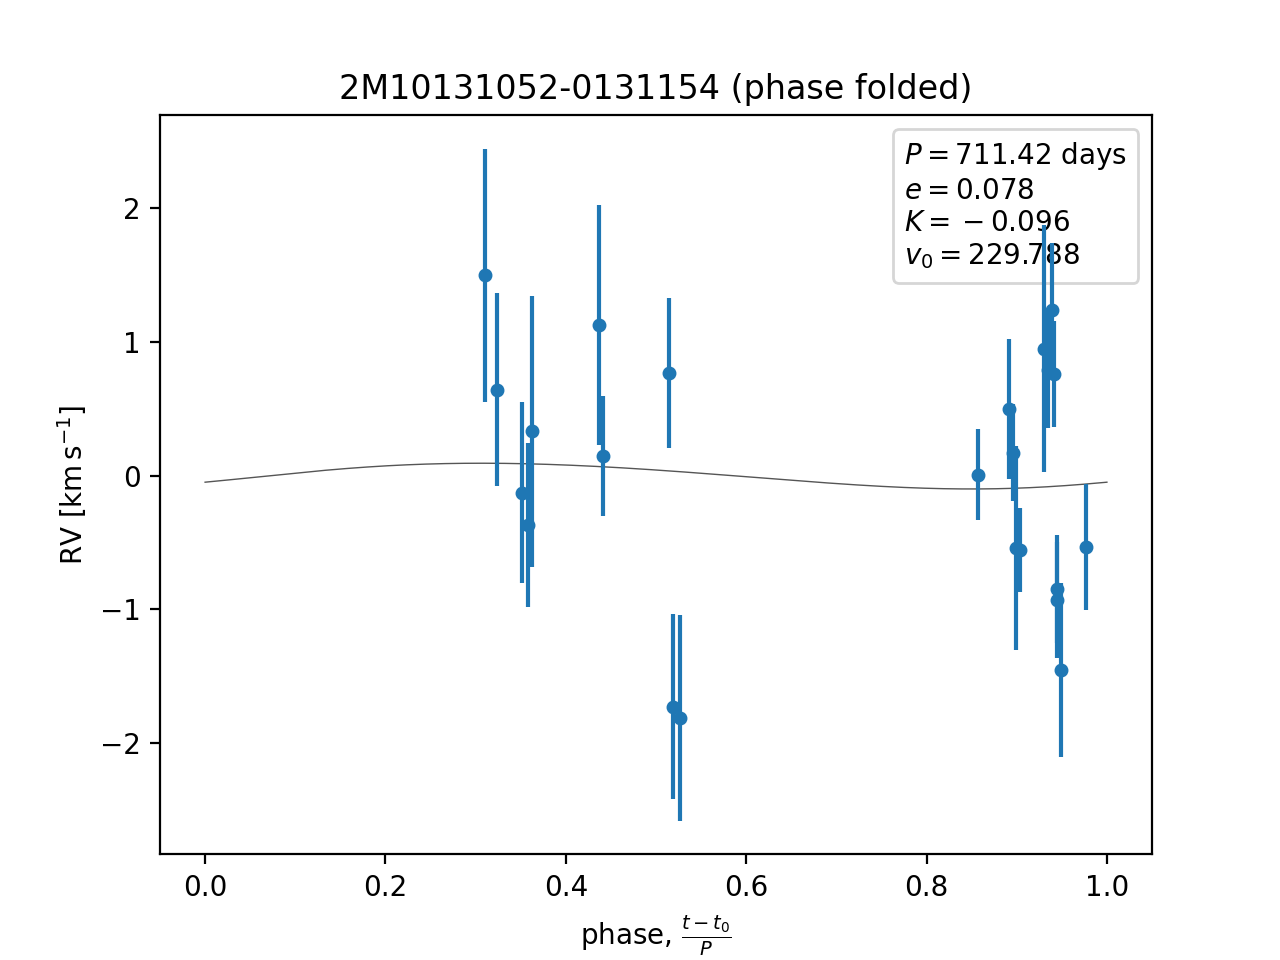 2M10131052-0131154 (phase folded)
P = 711.42 days
e = 0.078
K = −0.096
v₀ = 229.788
RV [km s⁻¹]
2
1
0
−1
−2
0.0 0.2 0.4 0.6 0.8 1.0
phase, (t − t₀)/P